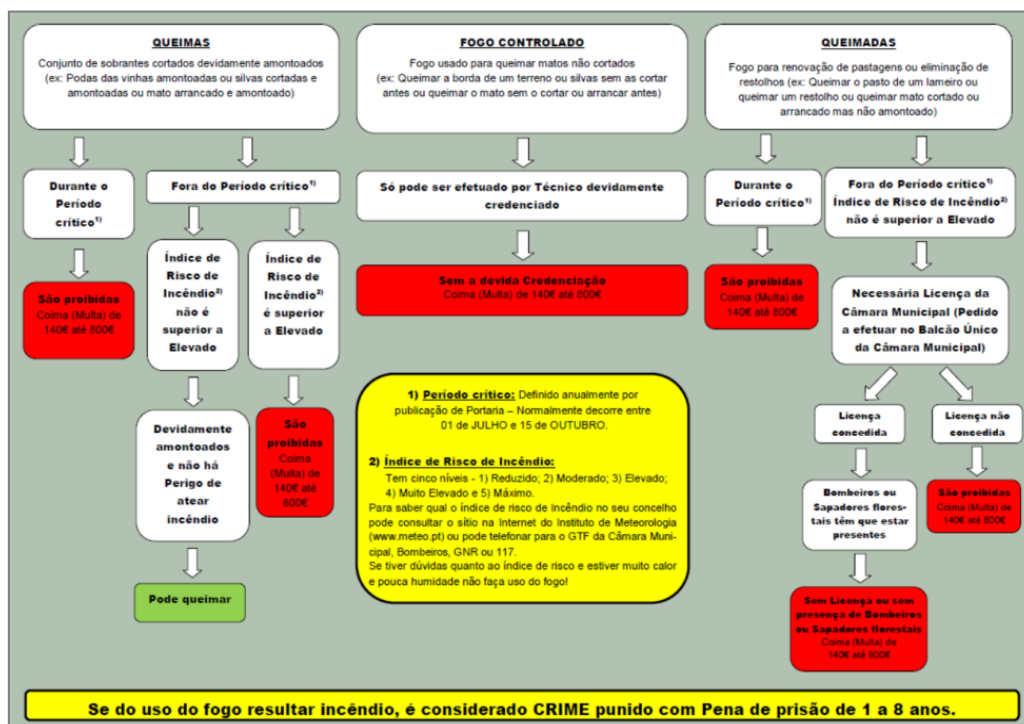 QUEIMAS
Conjunto de sobrantes cortados devidamente amontoados
(ex: Podas das vinhas amontoadas ou silvas cortadas e
amontoadas ou mato arrancado e amontoado)
Durante o
Período
crítico¹⁾
São proibidas
Coima (Multa) de
140€ até 800€
Fora do Período crítico¹⁾
Índice de
Risco de
Incêndio²⁾
não é
superior a
Elevado
Devidamente
amontoados
e não há
Perigo de
atear
incêndio
Pode queimar
Índice de
Risco de
Incêndio²⁾
é superior
a Elevado
São
proibidas
Coima
(Multa) de
140€ até
800€
FOGO CONTROLADO
Fogo usado para queimar matos não cortados
(ex: Queimar a borda de um terreno ou silvas sem as cortar
antes ou queimar o mato sem o cortar ou arrancar antes)
Só pode ser efetuado por Técnico devidamente
credenciado
Sem a devida Credenciação
Coima (Multa) de 140€ até 800€
1) Período crítico: Definido anualmente por
publicação de Portaria – Normalmente decorre entre
01 de JULHO e 15 de OUTUBRO.
2) Índice de Risco de Incêndio:
Tem cinco níveis - 1) Reduzido; 2) Moderado; 3) Elevado;
4) Muito Elevado e 5) Máximo.
Para saber qual o índice de risco de Incêndio no seu concelho
pode consultar o sítio na Internet do Instituto de Meteorologia
(www.meteo.pt) ou pode telefonar para o GTF da Câmara Muni-
cipal, Bombeiros, GNR ou 117.
Se tiver dúvidas quanto ao índice de risco e estiver muito calor
e pouca humidade não faça uso do fogo!
QUEIMADAS
Fogo para renovação de pastagens ou eliminação de
restolhos (ex: Queimar o pasto de um lameiro ou
queimar um restolho ou queimar mato cortado ou
arrancado mas não amontoado)
Durante o
Período crítico¹⁾
São proibidas
Coima (Multa) de
140€ até 800€
Fora do Período crítico¹⁾
Índice de Risco de Incêndio²⁾
não é superior a Elevado
Necessária Licença da
Câmara Municipal (Pedido
a efetuar no Balcão Único
da Câmara Municipal)
Licença
concedida
Bombeiros ou
Sapadores flores-
tais têm que estar
presentes
Sem Licença ou sem
presença de Bombeiros
ou Sapadores florestais
Coima (Multa) de
140€ até 800€
Licença não
concedida
São proibidas
Coima (Multa) de
140€ até 800€
Se do uso do fogo resultar incêndio, é considerado CRIME punido com Pena de prisão de 1 a 8 anos.